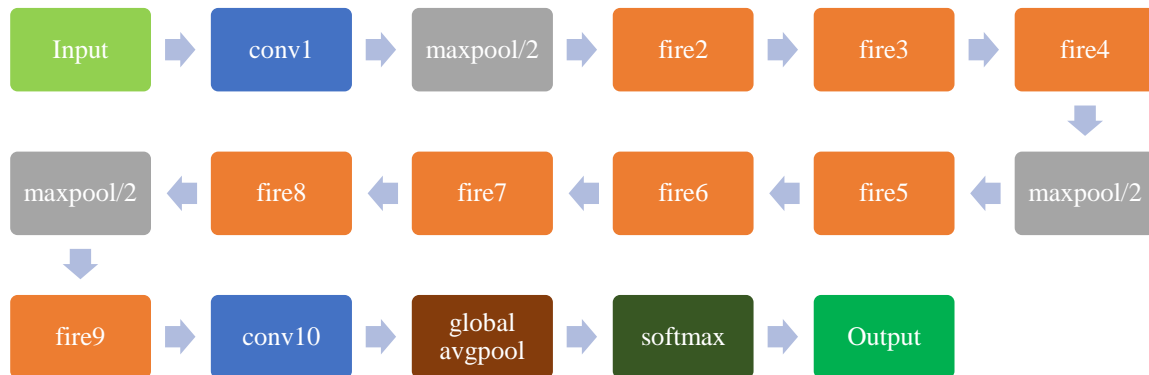 Input
conv1
maxpool/2
fire2
fire3
fire4
maxpool/2
fire8
fire7
fire6
fire5
maxpool/2
fire9
conv10
global
avgpool
softmax
Output